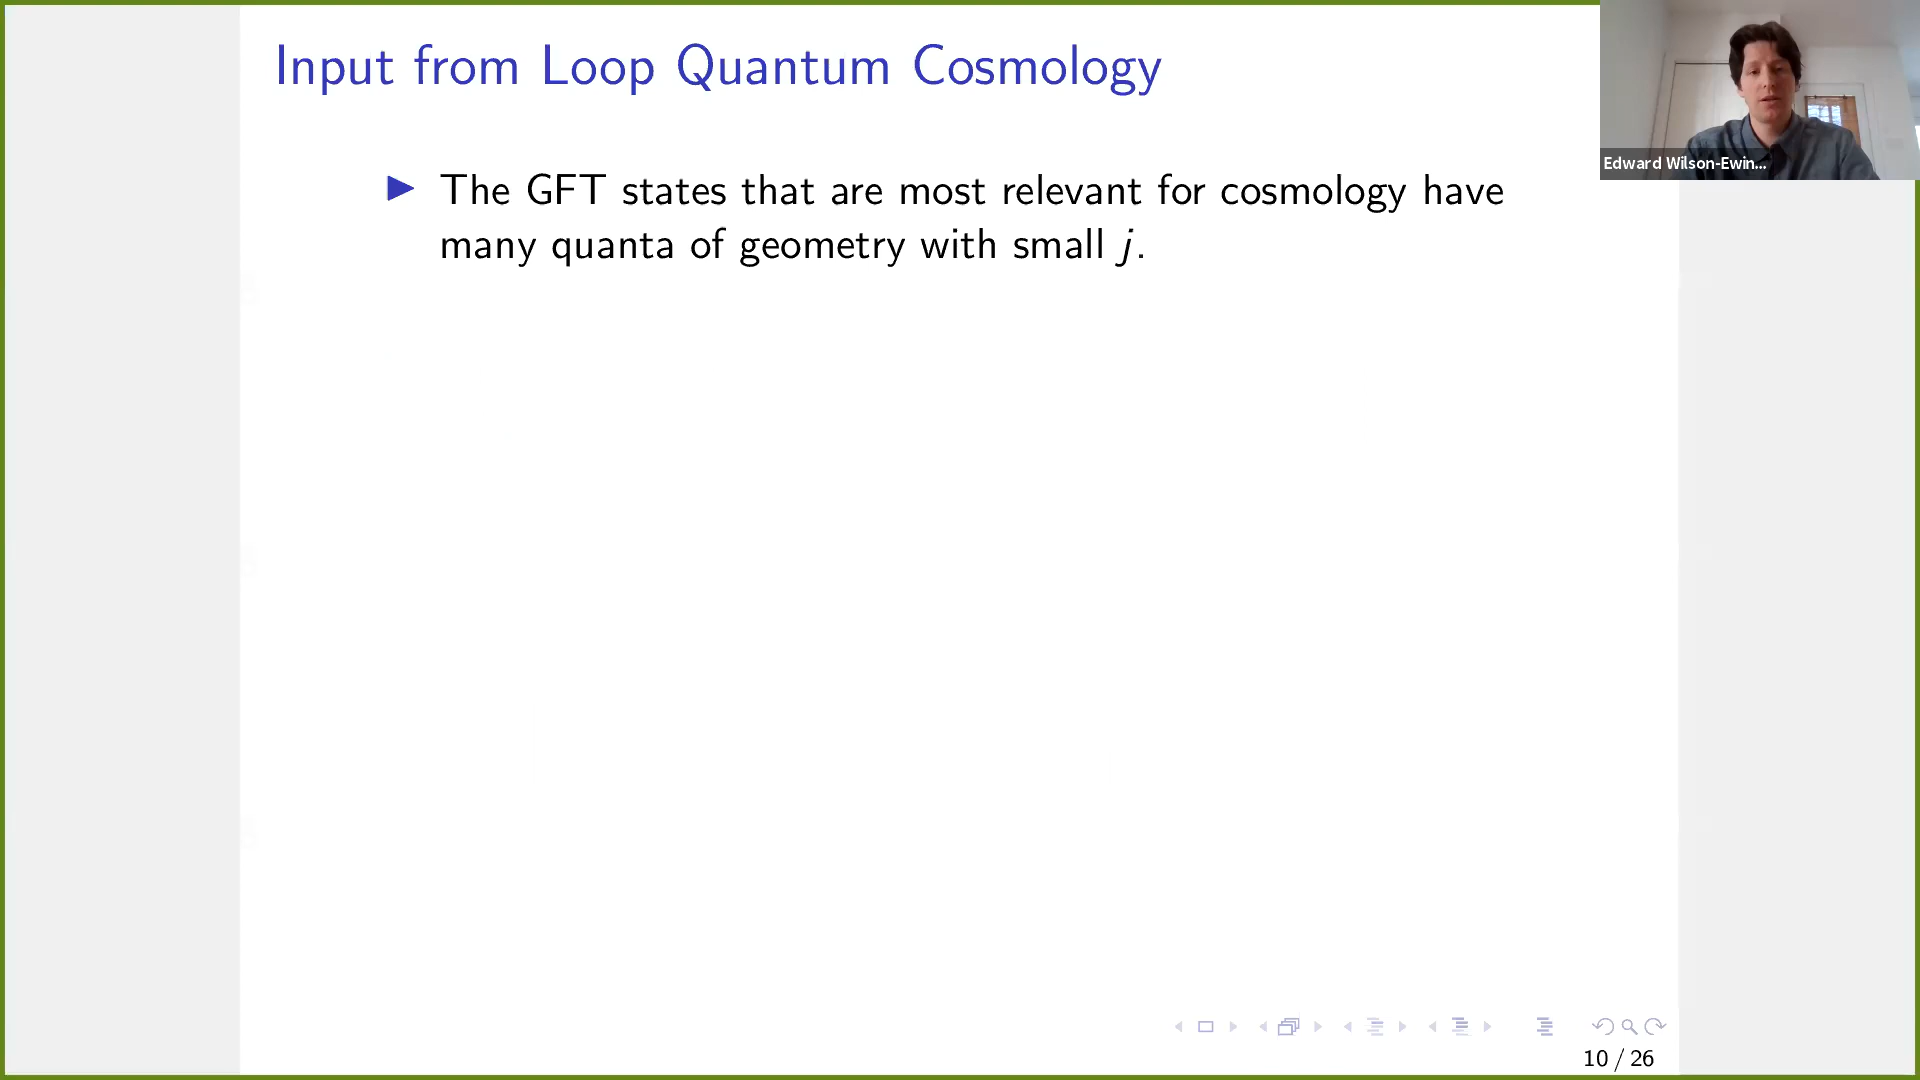 Input from Loop Quantum Cosmology
Edward Wilson-Ewin...
▶ The GFT states that are most relevant for cosmology have
many quanta of geometry with small j.
10 / 26